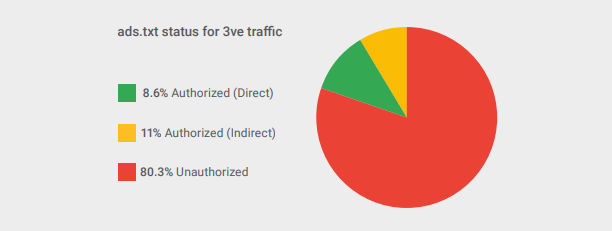 ads.txt status for 3ve traffic
8.6% Authorized (Direct)
11% Authorized (Indirect)
80.3% Unauthorized